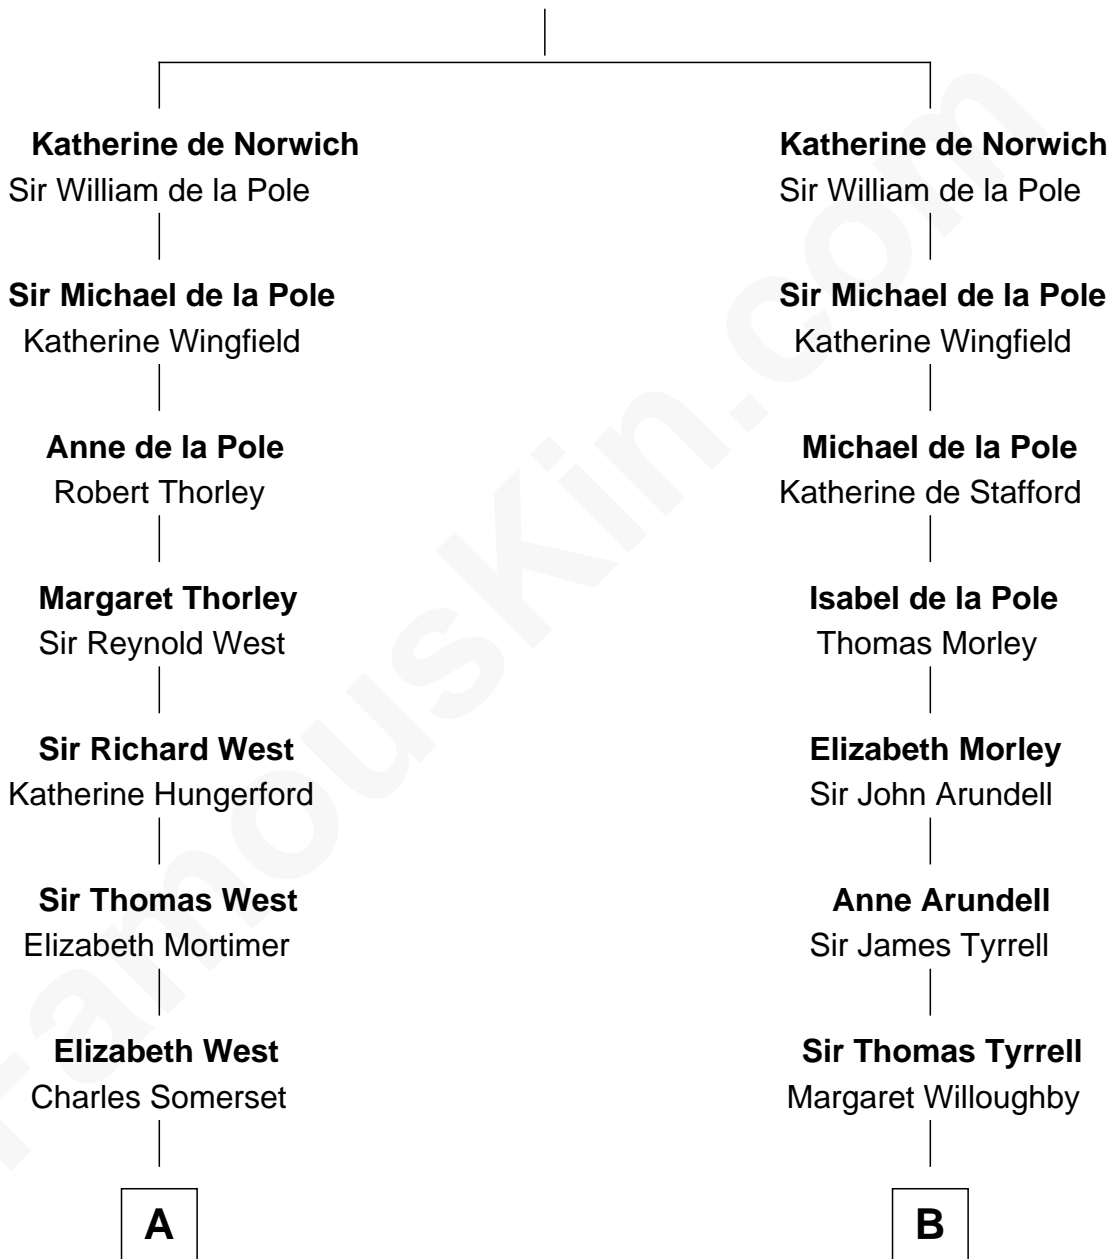 Katherine de Norwich
Sir William de la Pole
Sir Michael de la Pole
Katherine Wingfield
Anne de la Pole
Robert Thorley
Margaret Thorley
Sir Reynold West
Sir Richard West
Katherine Hungerford
Sir Thomas West
Elizabeth Mortimer
Elizabeth West
Charles Somerset
A
Katherine de Norwich
Sir William de la Pole
Sir Michael de la Pole
Katherine Wingfield
Michael de la Pole
Katherine de Stafford
Isabel de la Pole
Thomas Morley
Elizabeth Morley
Sir John Arundell
Anne Arundell
Sir James Tyrrell
Sir Thomas Tyrrell
Margaret Willoughby
B
FamousKin.com